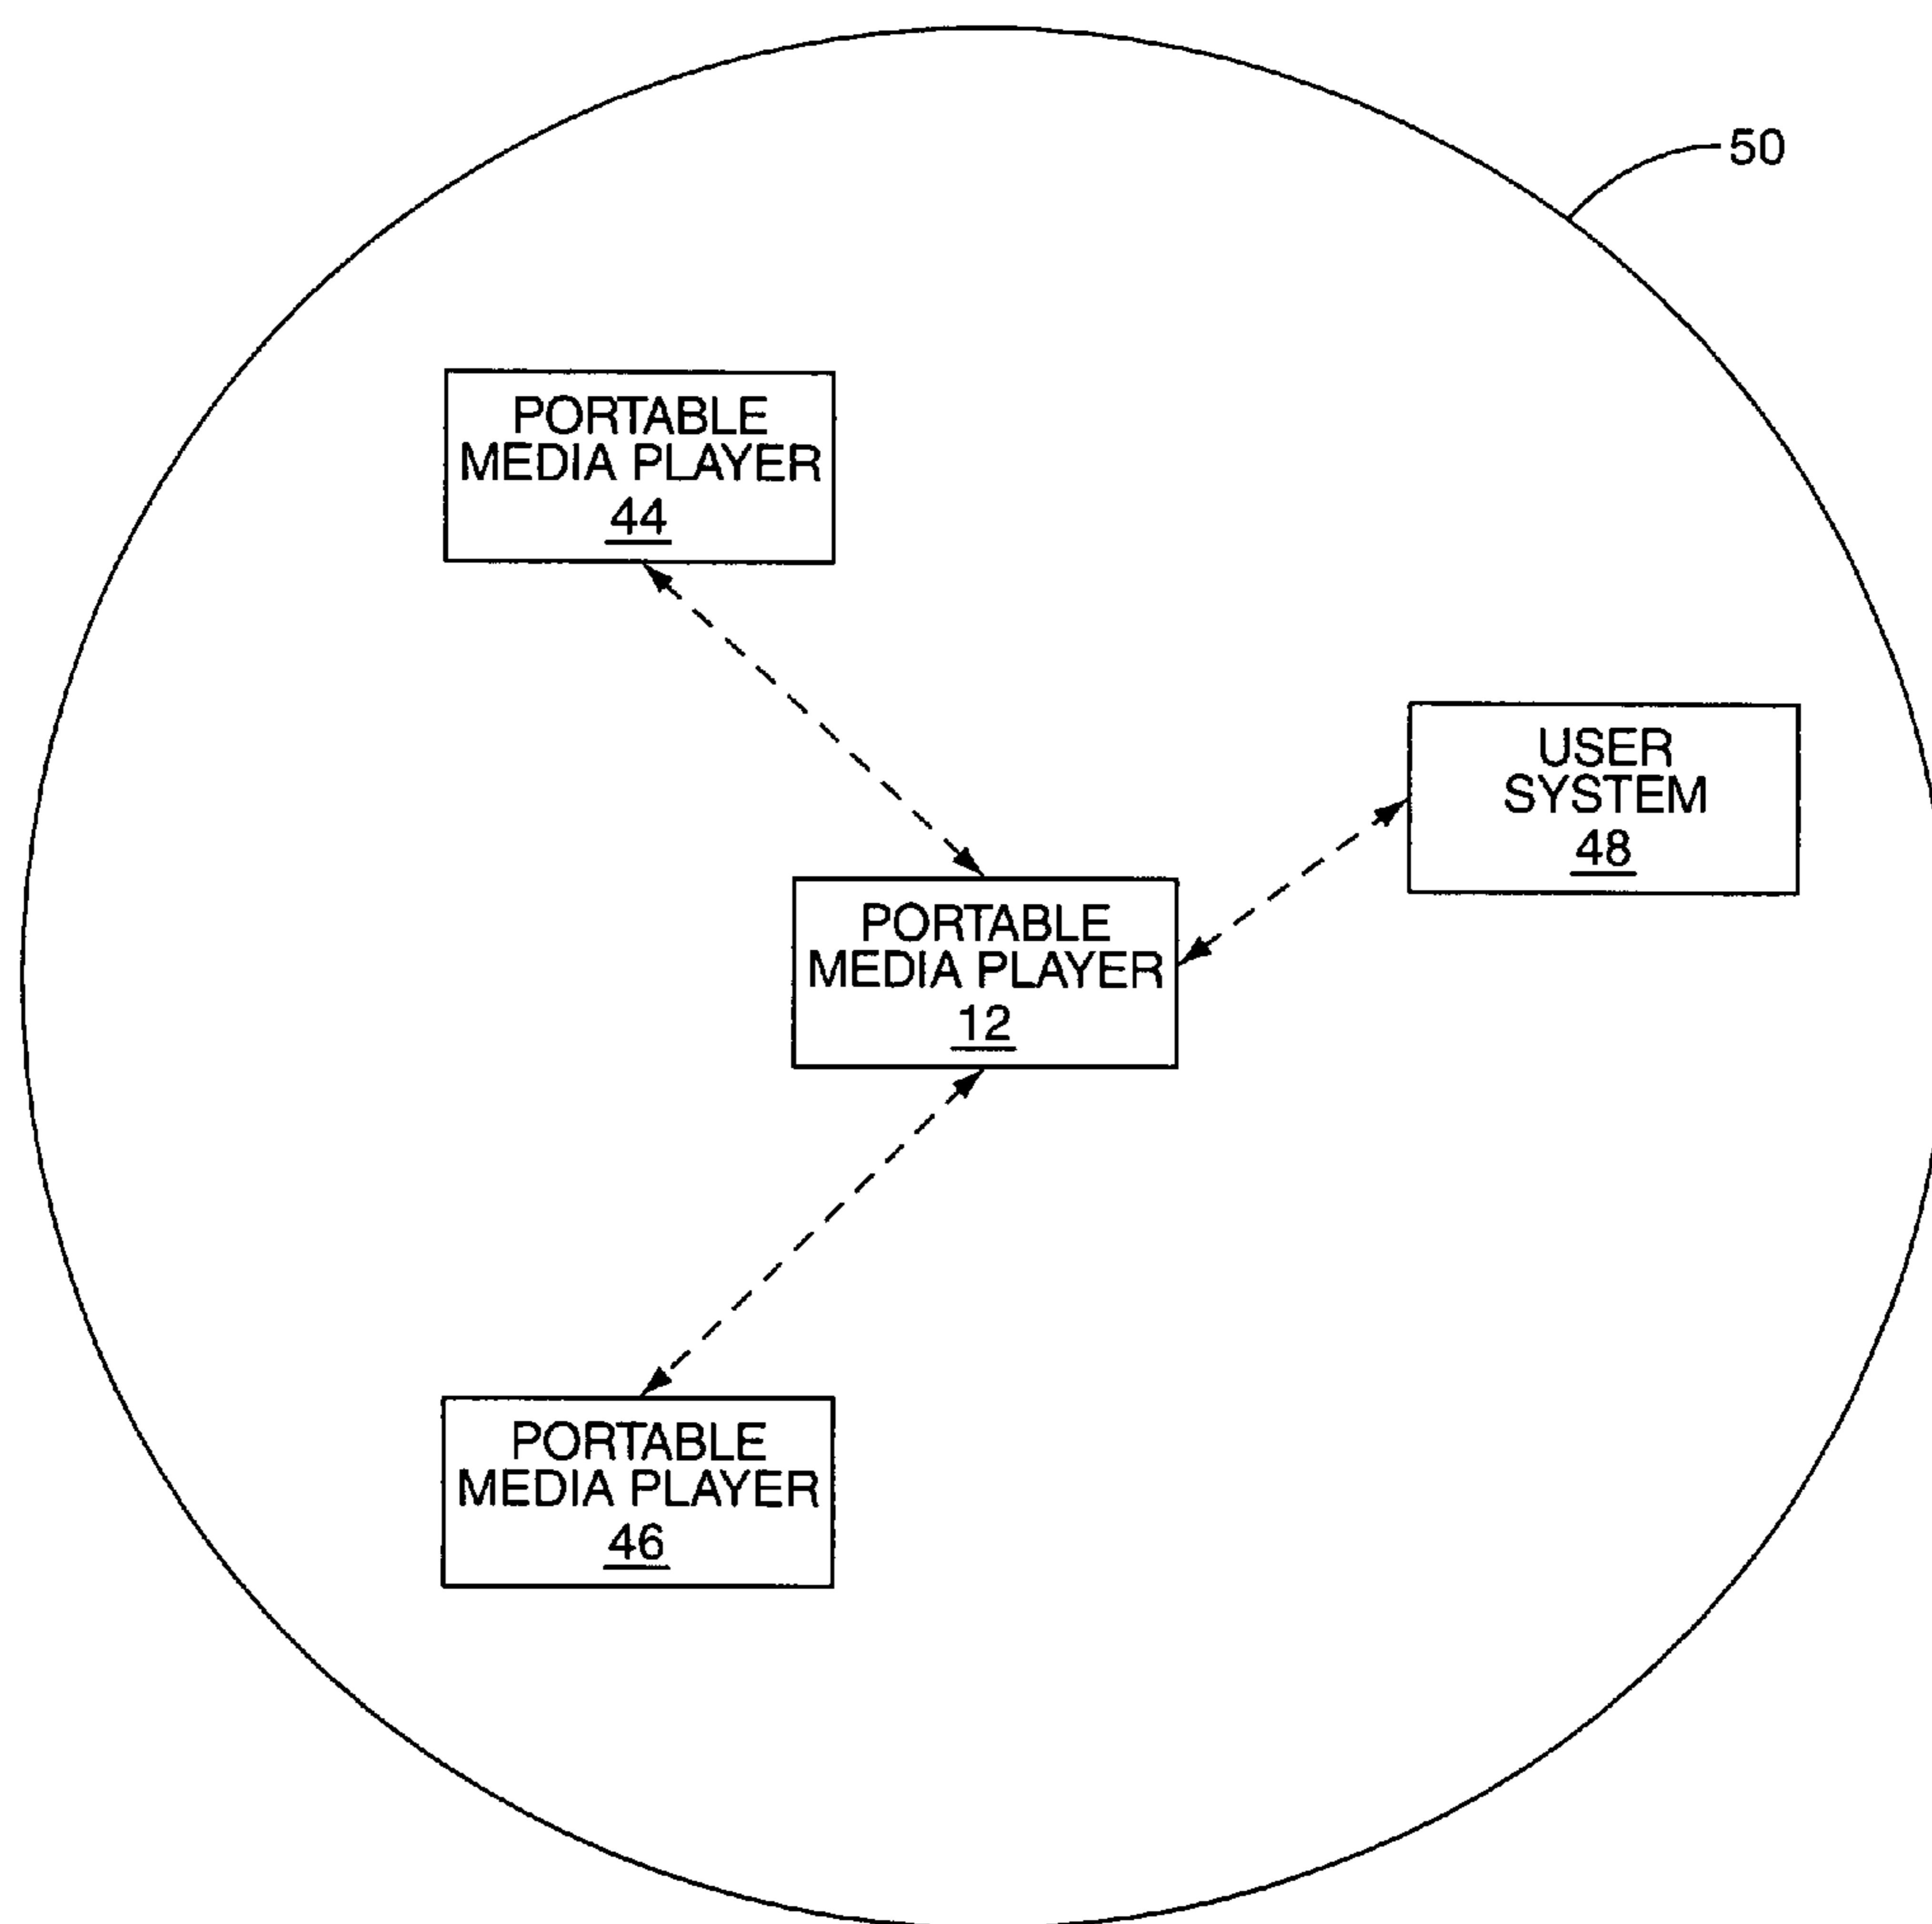 50
PORTABLE
MEDIA PLAYER
44
USER
SYSTEM
48
PORTABLE
MEDIA PLAYER
12
PORTABLE
MEDIA PLAYER
46